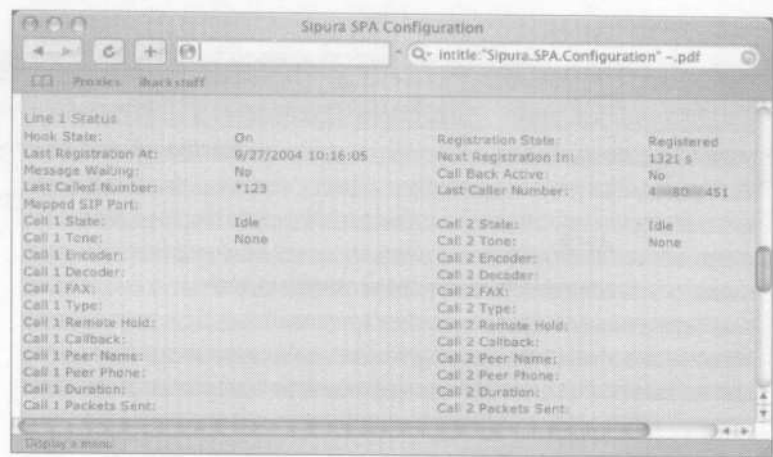 Sipura SPA Configuration
intitle:"Sipura.SPA.Configuration" -.pdf
Proxies ihackstuff
Line 1 Status
Hook State: On Registration State: Registered
Last Registration At: 9/27/2004 10:16:05 Next Registration In: 1321 s
Message Waiting: No Call Back Active: No
Last Called Number: *123 Last Caller Number: 4 80 451
Mapped SIP Port:
Call 1 State: Idle Call 2 State: Idle
Call 1 Tone: None Call 2 Tone: None
Call 1 Encoder: Call 2 Encoder:
Call 1 Decoder: Call 2 Decoder:
Call 1 FAX: Call 2 FAX:
Call 1 Type: Call 2 Type:
Call 1 Remote Hold: Call 2 Remote Hold:
Call 1 Callback: Call 2 Callback:
Call 1 Peer Name: Call 2 Peer Name:
Call 1 Peer Phone: Call 2 Peer Phone:
Call 1 Duration: Call 2 Duration:
Call 1 Packets Sent: Call 2 Packets Sent:
Display a menu